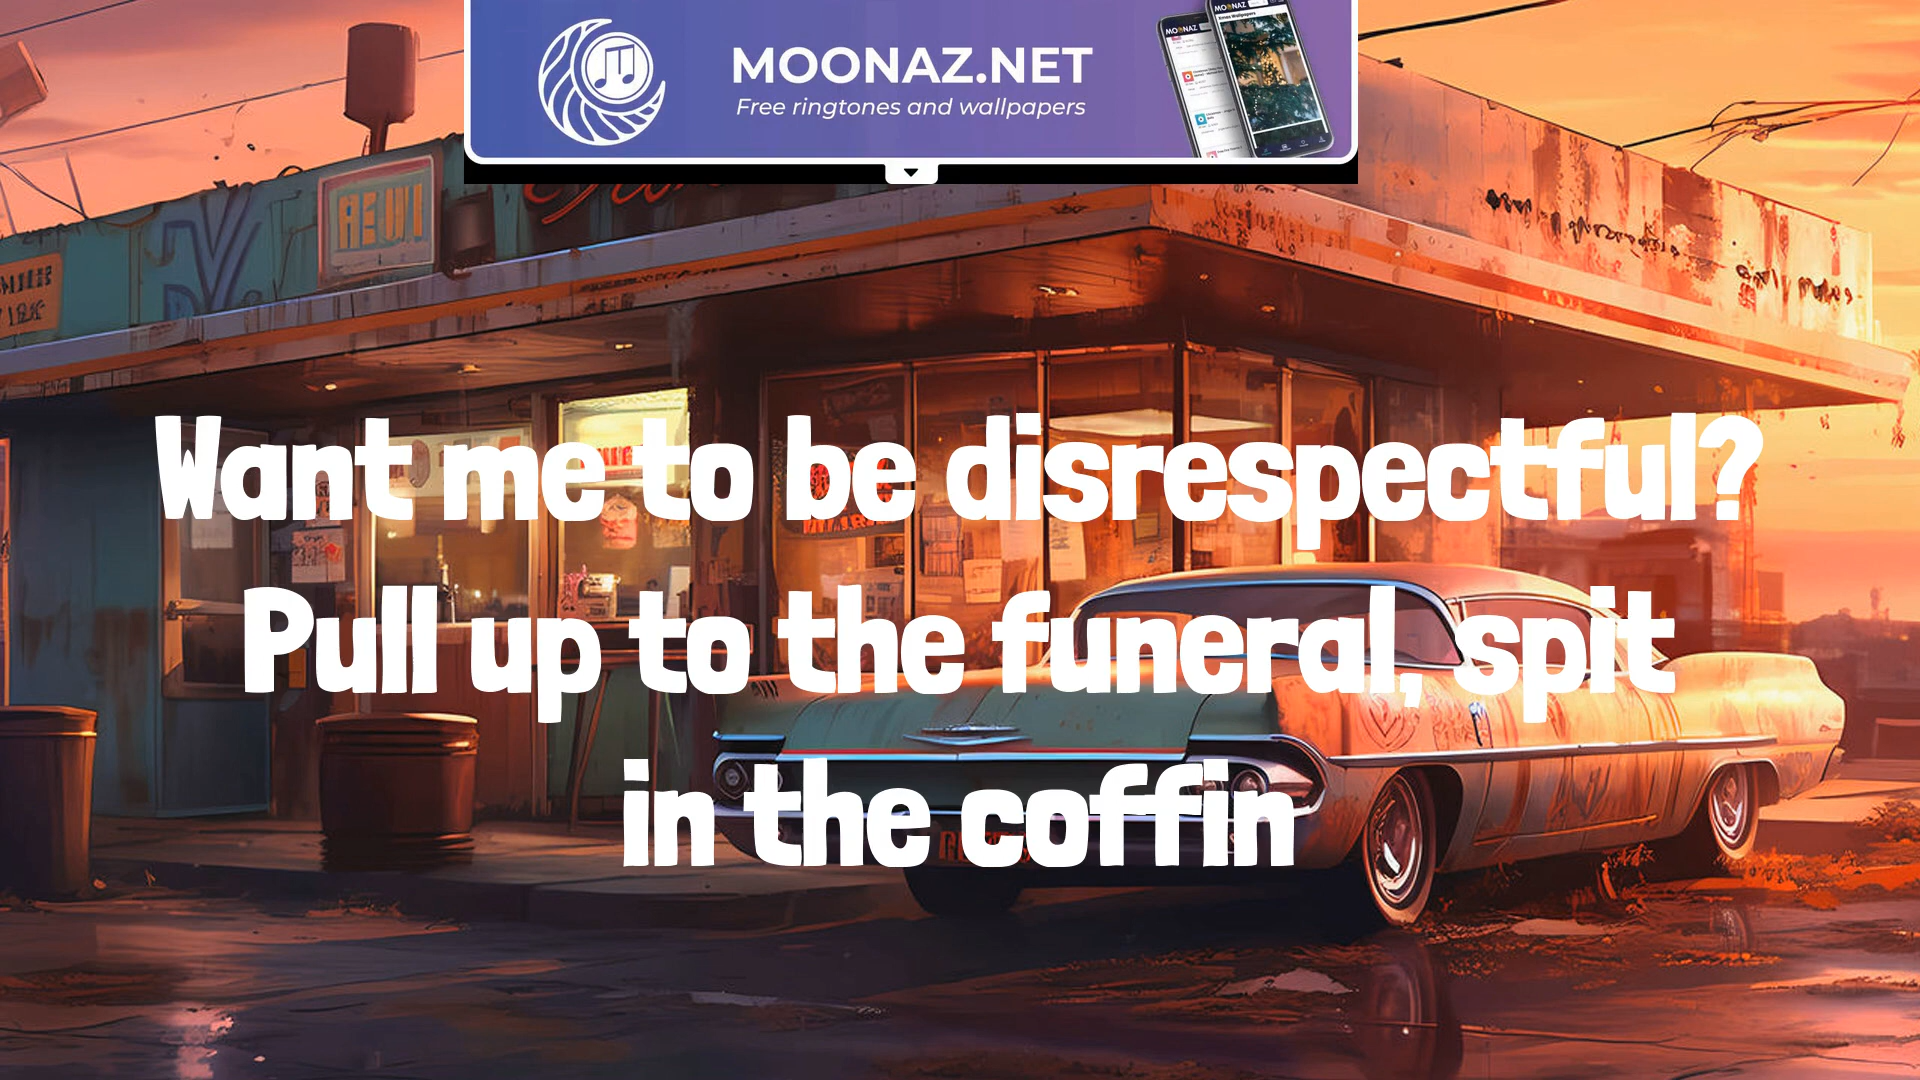 MOONAZ.NET
Free ringtones and wallpapers
Want me to be disrespectful?
Pull up to the funeral, spit
in the coffin